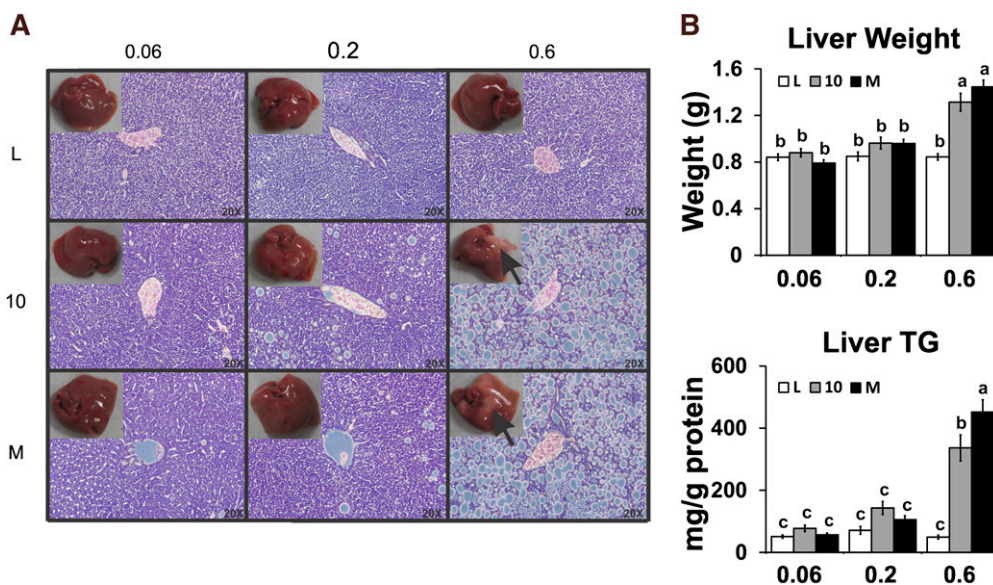 A
0.06 0.2 0.6
L
20X 20X 20X
10
20X 20X 20X
M
20X 20X 20X
B
Liver Weight
Weight (g)
1.6
1.2
0.8
0.4
0
L 10 M
b b b b b b b a a
0.06 0.2 0.6
Liver TG
mg/g protein
600
400
200
0
L 10 M
c c c c c c c b a
0.06 0.2 0.6